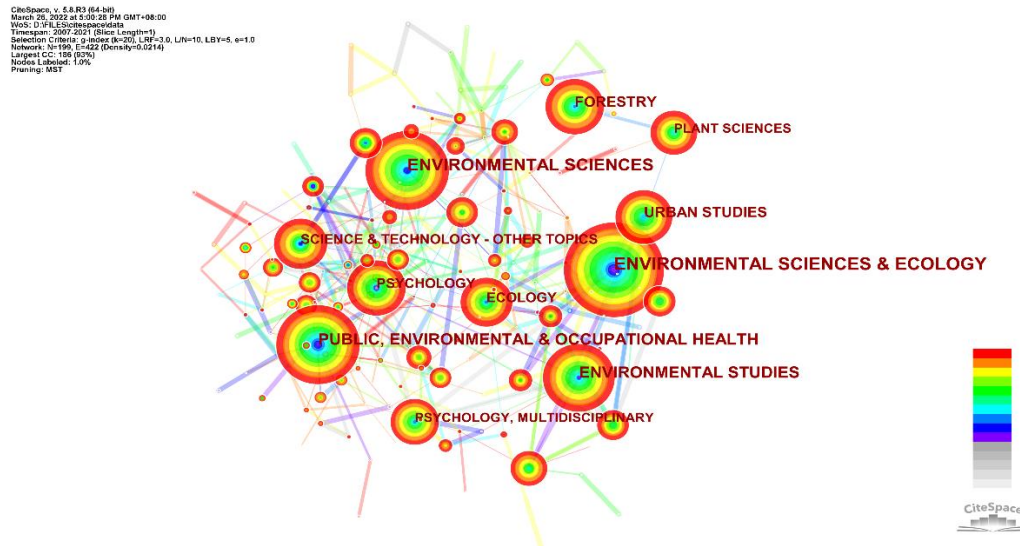 CiteSpace, v. 5.8.R3 (64-bit)
March 26, 2022 at 5:00:28 PM GMT+08:00
WoS: D:\FILES\citespace\data
Timespan: 2007-2021 (Slice Length=1)
Selection Criteria: g-index (k=20), LRF=3.0, L/N=10, LBY=5, e=1.0
Network: N=199, E=422 (Density=0.0214)
Largest CC: 186 (93%)
Nodes Labeled: 1.0%
Pruning: MST
FORESTRY
PLANT SCIENCES
ENVIRONMENTAL SCIENCES
URBAN STUDIES
SCIENCE & TECHNOLOGY - OTHER TOPICS
ENVIRONMENTAL SCIENCES & ECOLOGY
PSYCHOLOGY
ECOLOGY
PUBLIC, ENVIRONMENTAL & OCCUPATIONAL HEALTH
ENVIRONMENTAL STUDIES
PSYCHOLOGY, MULTIDISCIPLINARY
CiteSpace